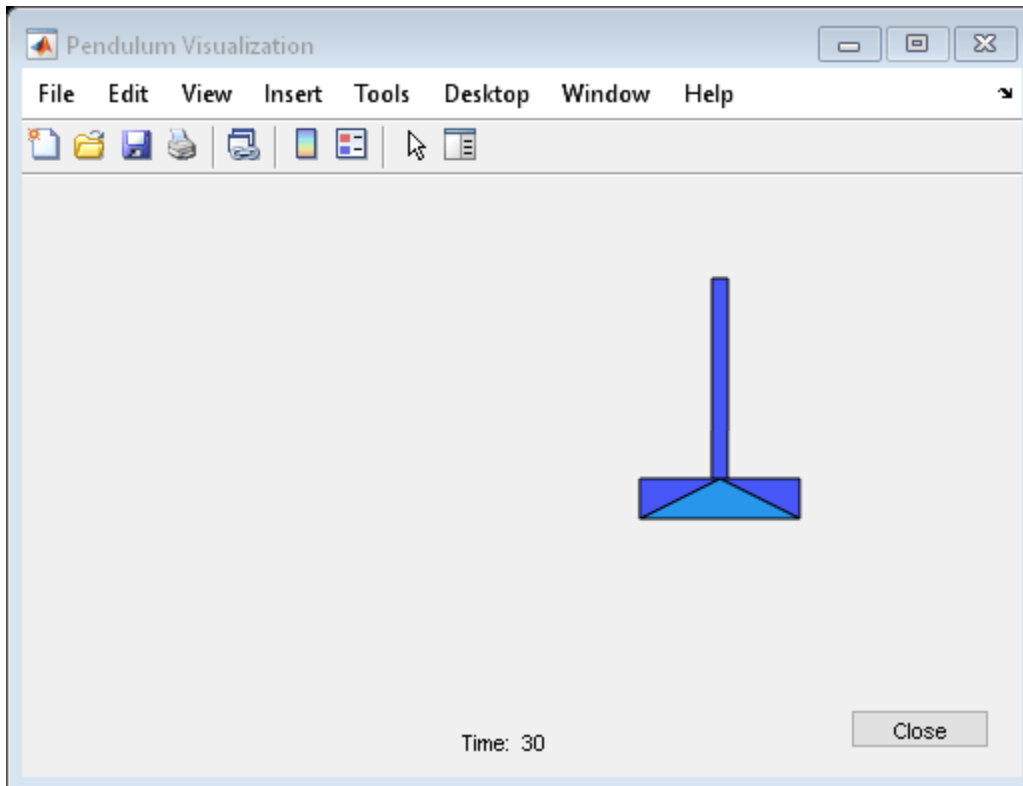 Pendulum Visualization
File Edit View Insert Tools Desktop Window Help
Time: 30
Close